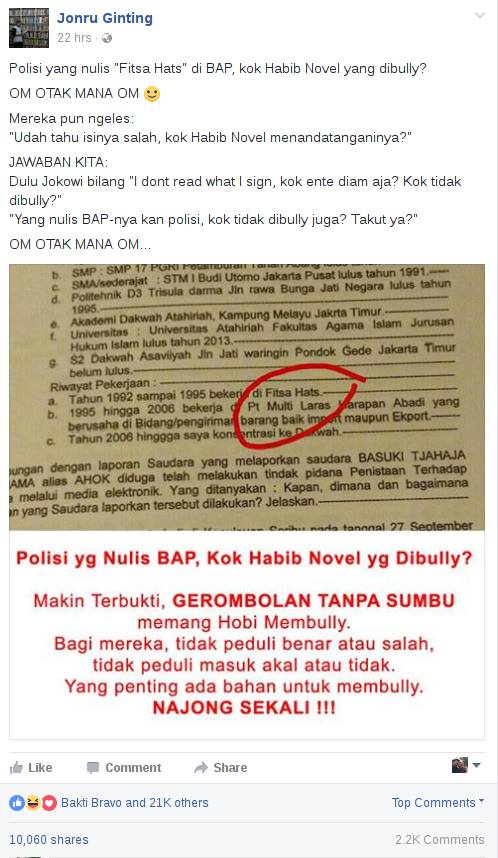 Jonru Ginting
22 hrs ·
Polisi yang nulis "Fitsa Hats" di BAP, kok Habib Novel yang dibully?
OM OTAK MANA OM
Mereka pun ngeles:
"Udah tahu isinya salah, kok Habib Novel menandatanganinya?"
JAWABAN KITA:
Dulu Jokowi bilang "I dont read what I sign, kok ente diam aja? Kok tidak
dibully?"
"Yang nulis BAP-nya kan polisi, kok tidak dibully juga? Takut ya?"
OM OTAK MANA OM...
b. SMP : SMP 17 PGRI
c. SMA/sederajat : STM I Budi Utomo Jakarta Pusat lulus tahun 1991.
d. Politehnik D3 Trisula darma Jln rawa Bunga Jati Negara lulus tahun
1995.
e. Akademi Dakwah Atahiriah, Kampung Melayu Jakrta Timur.
f. Universitas : Universitas Atahiriah Fakultas Agama Islam Jurusan
Hukum Islam lulus tahun 2013.
g. S2 Dakwah Asaviiyah Jln Jati waringin Pondok Gede Jakarta Timur
belum lulus.
Riwayat Pekerjaan :
a. Tahun 1992 sampai 1995 bekerja di Fitsa Hats.
b. 1995 hingga 2006 bekerja Pt Multi Laras Harapan Abadi yang
berusaha di Bidang/pengiriman barang baik import maupun Ekport.
c. Tahun 2006 hinggga saya konsentrasi ke Dakwah.
ungan dengan laporan Saudara yang melaporkan saudara BASUKI TJAHAJA
AMA alias AHOK diduga telah melakukan tindak pidana Penistaan Terhadap
a melalui media elektronik. Yang ditanyakan : Kapan, dimana dan bagaimana
an yang Saudara laporkan tersebut dilakukan? Jelaskan.
pada tanggal 27 September
Polisi yg Nulis BAP, Kok Habib Novel yg Dibully?
Makin Terbukti, GEROMBOLAN TANPA SUMBU
memang Hobi Membully.
Bagi mereka, tidak peduli benar atau salah,
tidak peduli masuk akal atau tidak.
Yang penting ada bahan untuk membully.
NAJONG SEKALI !!!
Like Comment Share
Bakti Bravo and 21K others Top Comments
10,060 shares 2.2K Comments